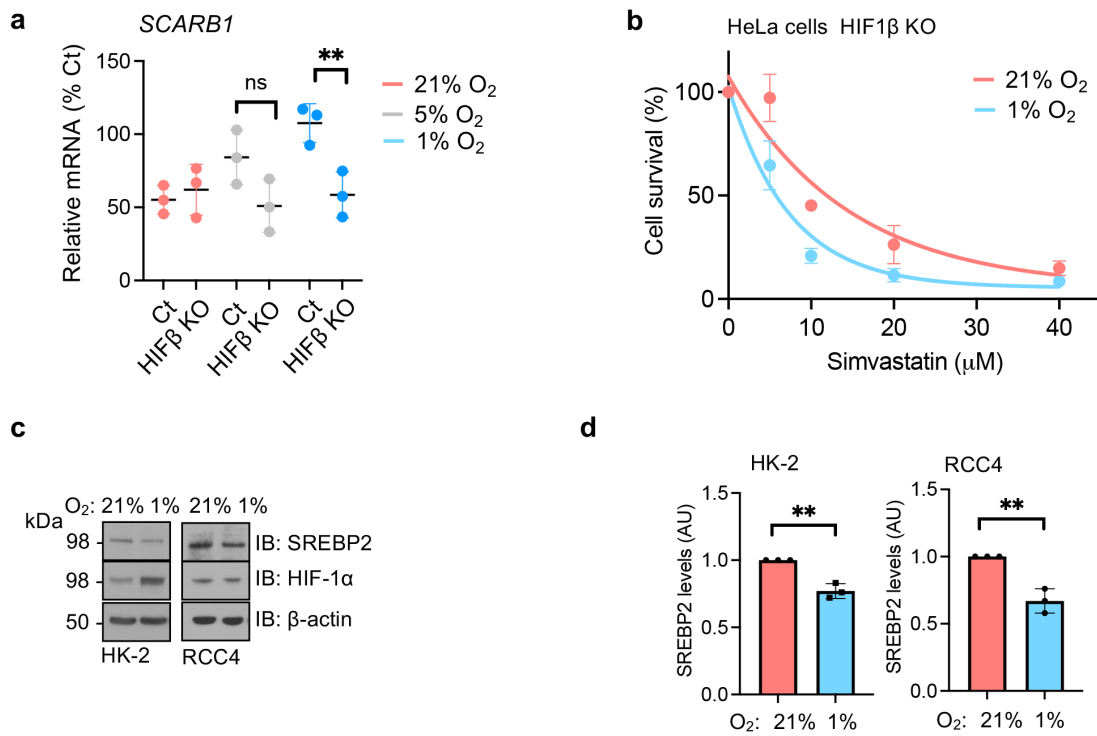 a
SCARB1
Relative mRNA (% Ct)
150
100
50
0
ns
**
21% O₂
5% O₂
1% O₂
Ct
HIFβ KO
Ct
HIFβ KO
Ct
HIFβ KO
b
HeLa cells HIF1β KO
Cell survival (%)
100
50
0
21% O₂
1% O₂
0 10 20 30 40
Simvastatin (μM)
c
O₂: 21% 1% 21% 1%
kDa
98 IB: SREBP2
98 IB: HIF-1α
50 IB: β-actin
HK-2 RCC4
d
HK-2
SREBP2 levels (AU)
1.5
1.0
0.5
0.0
**
O₂: 21% 1%
RCC4
SREBP2 levels (AU)
1.5
1.0
0.5
0.0
**
O₂: 21% 1%